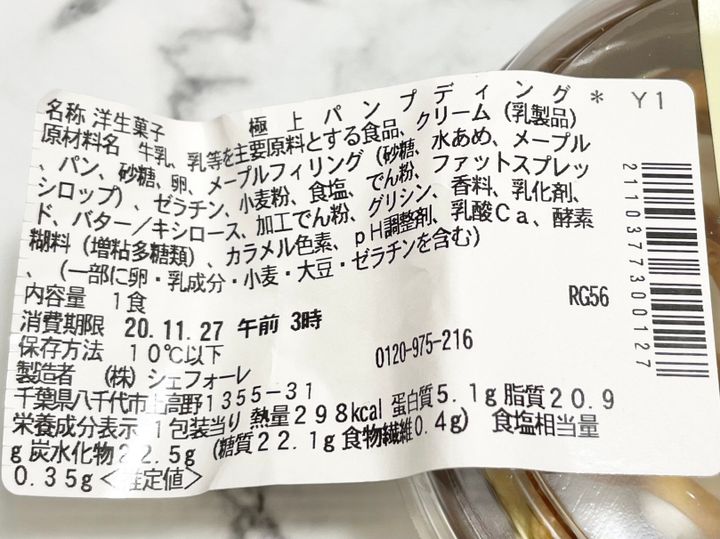 名称 洋生菓子 極上パンプディング* Y1
原材料名 牛乳、乳等を主要原料とする食品、クリーム(乳製品)
、パン、砂糖、卵、メープルフィリング(砂糖、水あめ、メープル
シロップ)、ゼラチン、小麦粉、食塩、でん粉、ファットスプレッ
ド、バター/キシロース、加工でん粉、グリシン、香料、乳化剤、
糊料(増粘多糖類)、カラメル色素、pH調整剤、乳酸Ca、酵素
、(一部に卵・乳成分・小麦・大豆・ゼラチンを含む)
内容量 1食 RG56
消費期限 20.11.27 午前 3時
保存方法 10℃以下 0120-975-216
製造者 (株)シェフォーレ
千葉県八千代市上高野1355-31
栄養成分表示 1包装当り 熱量298kcal 蛋白質5.1g 脂質20.9
g 炭水化物22.5g (糖質22.1g 食物繊維0.4g) 食塩相当量
0.35g <推定値>
2110377300127